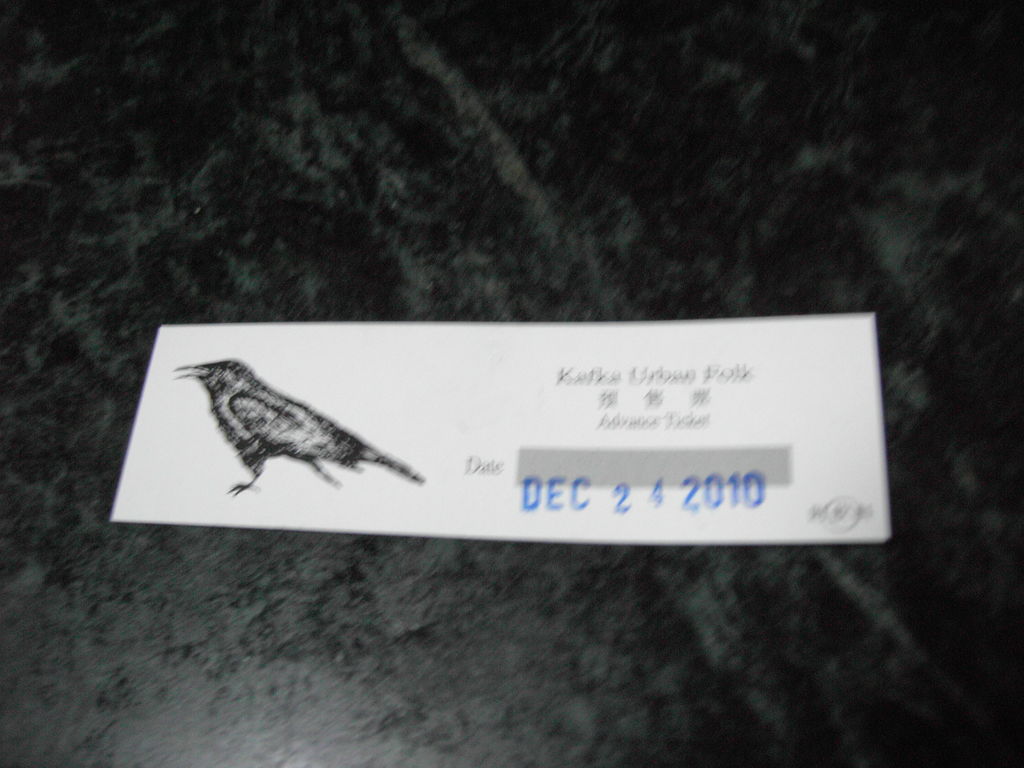 Kafka Urban Folk
預 售 票
Advance Ticket
Date
DEC 2 4 2010